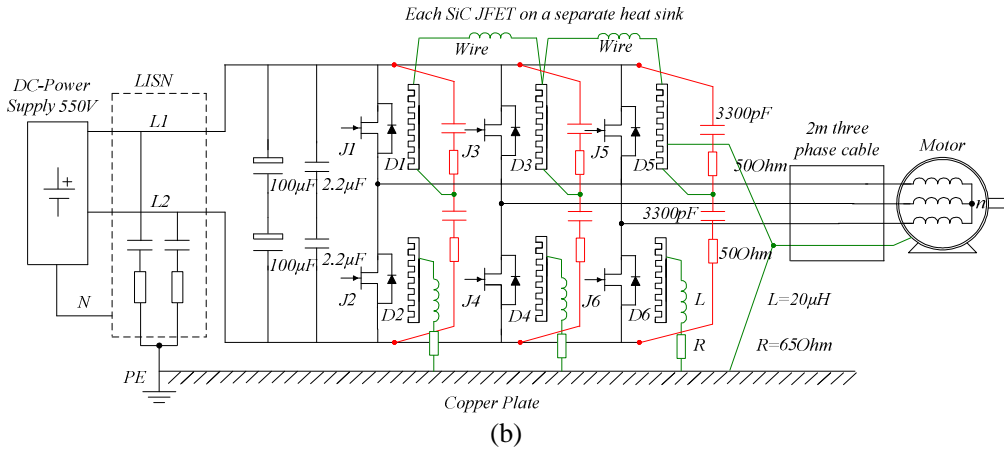 Each SiC JFET on a separate heat sink
Wire
Wire
DC-Power
Supply 550V
LISN
L1
L2
N
PE
100μF
2.2μF
100μF
2.2μF
J1
D1
J3
D3
J5
D5
J2
D2
J4
D4
J6
D6
3300pF
50Ohm
3300pF
50Ohm
2m three
phase cable
Motor
n
L
R
L=20μH
R=65Ohm
Copper Plate
(b)